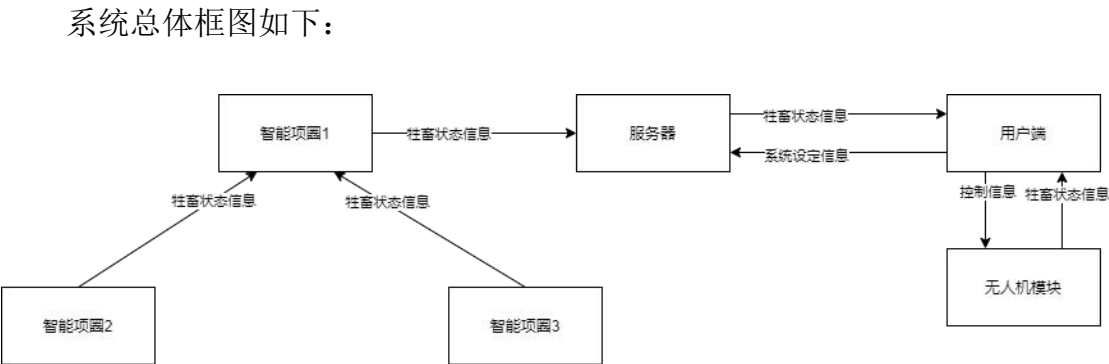 系统总体框图如下：
智能项圈1
牲畜状态信息
服务器
牲畜状态信息
系统设定信息
用户端
牲畜状态信息
牲畜状态信息
控制信息
牲畜状态信息
智能项圈2
智能项圈3
无人机模块